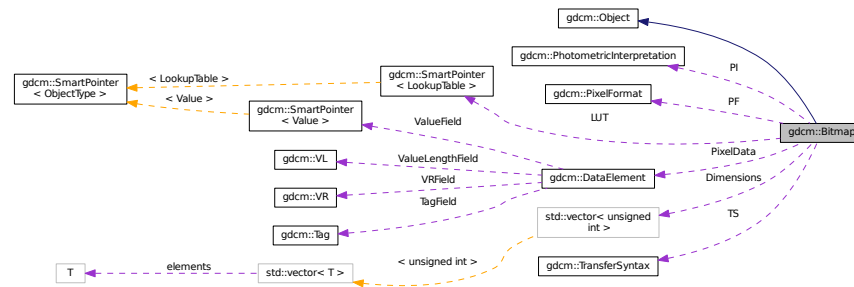 gdcm::Object
gdcm::PhotometricInterpretation
PI
gdcm::SmartPointer
< LookupTable >
< LookupTable >
gdcm::SmartPointer
< ObjectType >
gdcm::PixelFormat
PF
< Value >
gdcm::SmartPointer
< Value >
ValueField
LUT
gdcm::Bitmap
PixelData
gdcm::VL
ValueLengthField
gdcm::DataElement
Dimensions
gdcm::VR
VRField
TagField
TS
std::vector< unsigned
int >
gdcm::Tag
< unsigned int >
gdcm::TransferSyntax
T
elements
std::vector< T >